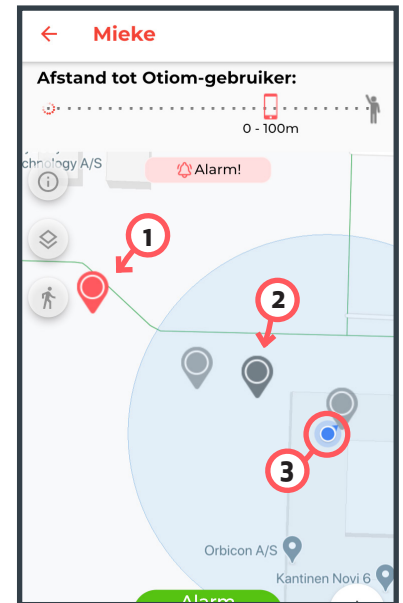 Mieke
Afstand tot Otiom-gebruiker:
0 - 100m
chnology A/S
Alarm!
1
2
3
Orbicon A/S
Kantinen Novi 6
Alarm